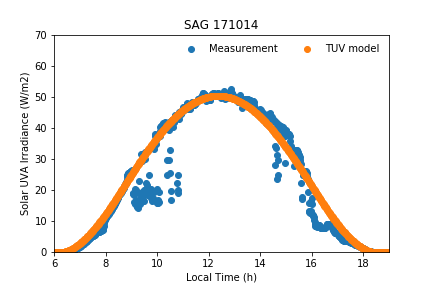 SAG 171014
Measurement
TUV model
Solar UVA Irradiance (W/m2)
70
60
50
40
30
20
10
0
6 8 10 12 14 16 18
Local Time (h)